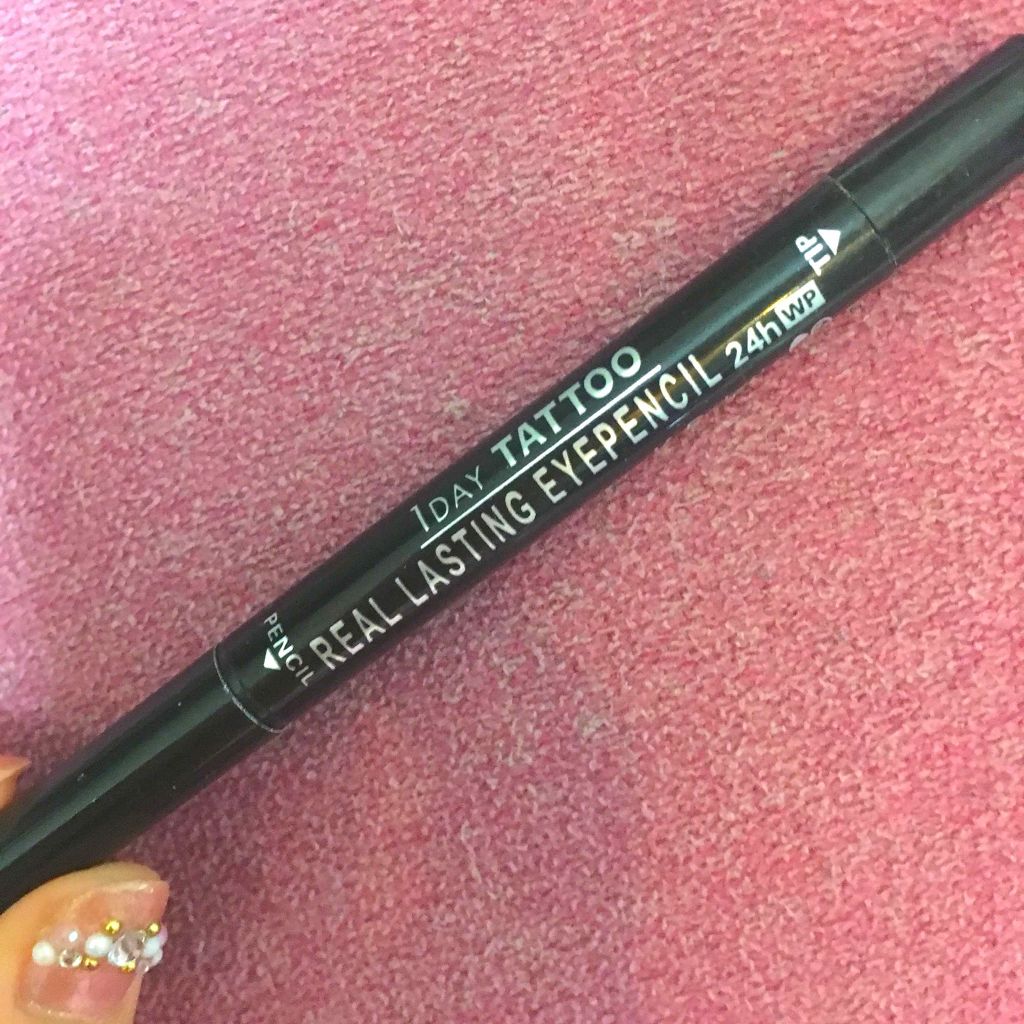 1DAY TATTOO
REAL LASTING EYEPENCIL 24h WP
PENCIL
TIP